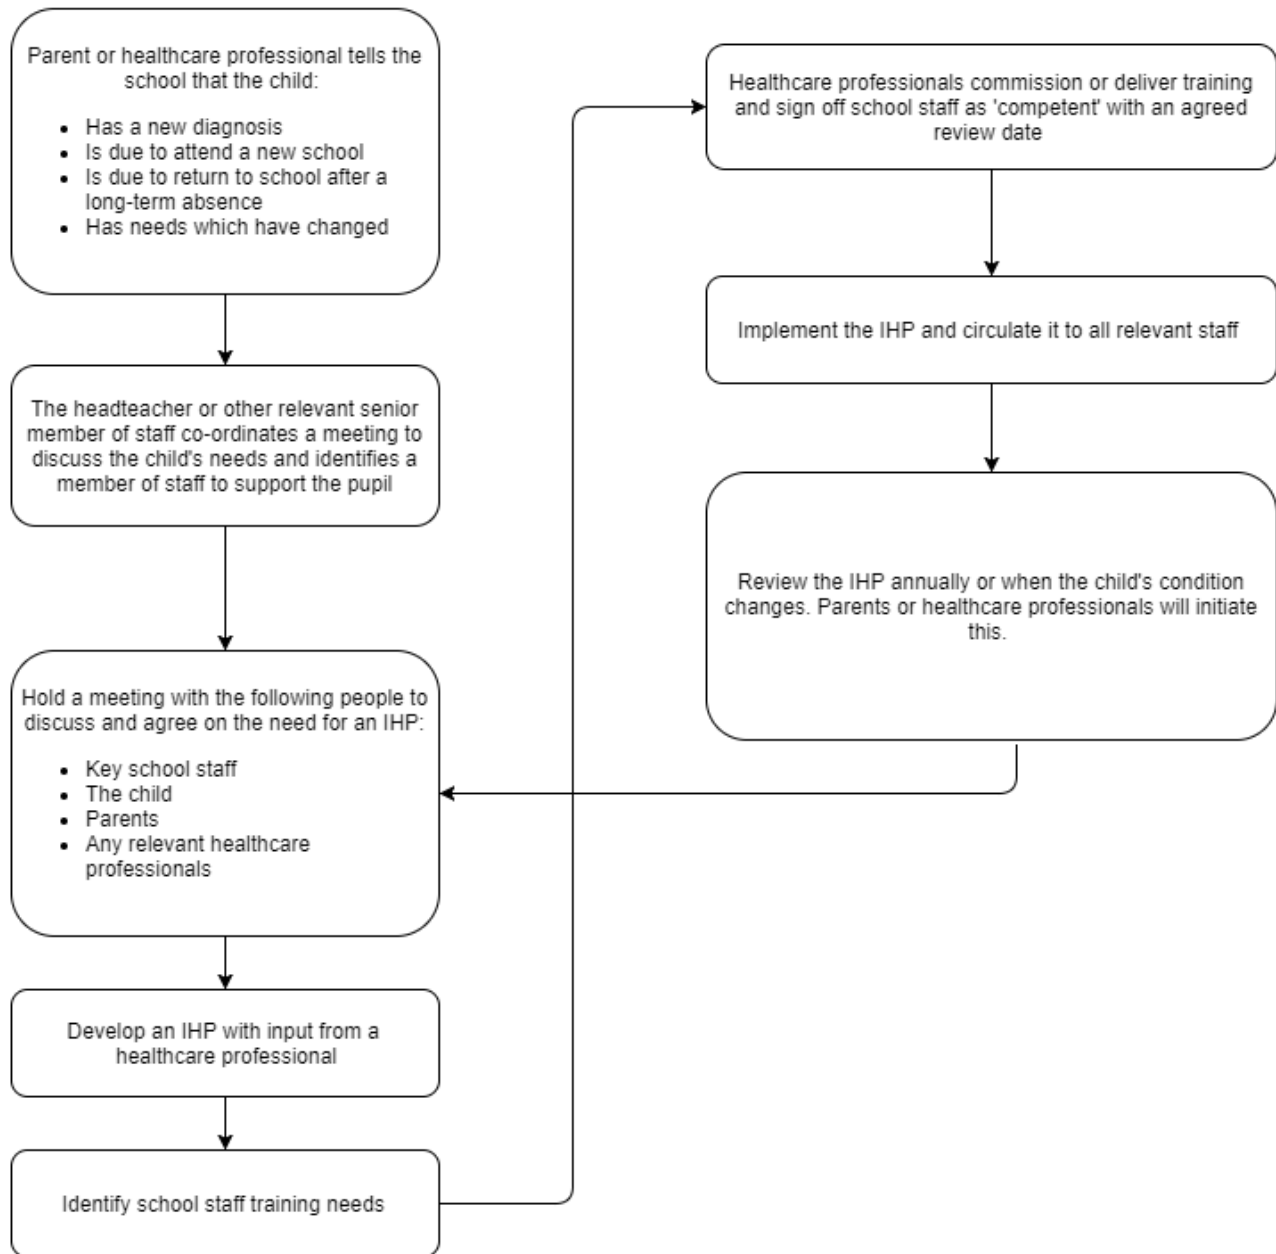 Parent or healthcare professional tells the
school that the child:
• Has a new diagnosis
• Is due to attend a new school
• Is due to return to school after a
long-term absence
• Has needs which have changed
The headteacher or other relevant senior
member of staff co-ordinates a meeting to
discuss the child's needs and identifies a
member of staff to support the pupil
Hold a meeting with the following people to
discuss and agree on the need for an IHP:
• Key school staff
• The child
• Parents
• Any relevant healthcare
professionals
Develop an IHP with input from a
healthcare professional
Identify school staff training needs
Healthcare professionals commission or deliver training
and sign off school staff as 'competent' with an agreed
review date
Implement the IHP and circulate it to all relevant staff
Review the IHP annually or when the child's condition
changes. Parents or healthcare professionals will initiate
this.